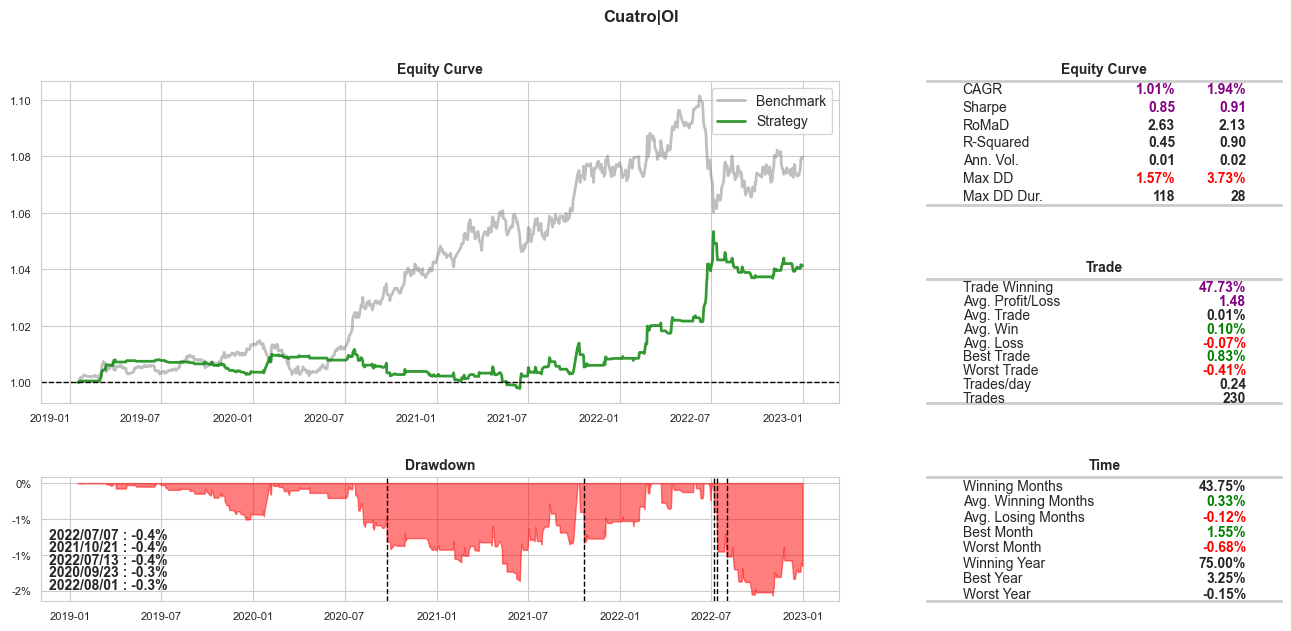 Cuatro|OI
Equity Curve
1.10
1.08
1.06
1.04
1.02
1.00
Benchmark
Strategy
2019-01 2019-07 2020-01 2020-07 2021-01 2021-07 2022-01 2022-07 2023-01
Drawdown
0%
-1%
-1%
-2%
2022/07/07 : -0.4%
2021/10/21 : -0.4%
2022/07/13 : -0.4%
2020/09/23 : -0.3%
2022/08/01 : -0.3%
2019-01 2019-07 2020-01 2020-07 2021-01 2021-07 2022-01 2022-07 2023-01
Equity Curve
CAGR 1.01% 1.94%
Sharpe 0.85 0.91
RoMaD 2.63 2.13
R-Squared 0.45 0.90
Ann. Vol. 0.01 0.02
Max DD 1.57% 3.73%
Max DD Dur. 118 28
Trade
Trade Winning 47.73%
Avg. Profit/Loss 1.48
Avg. Trade 0.01%
Avg. Win 0.10%
Avg. Loss -0.07%
Best Trade 0.83%
Worst Trade -0.41%
Trades/day 0.24
Trades 230
Time
Winning Months 43.75%
Avg. Winning Months 0.33%
Avg. Losing Months -0.12%
Best Month 1.55%
Worst Month -0.68%
Winning Year 75.00%
Best Year 3.25%
Worst Year -0.15%